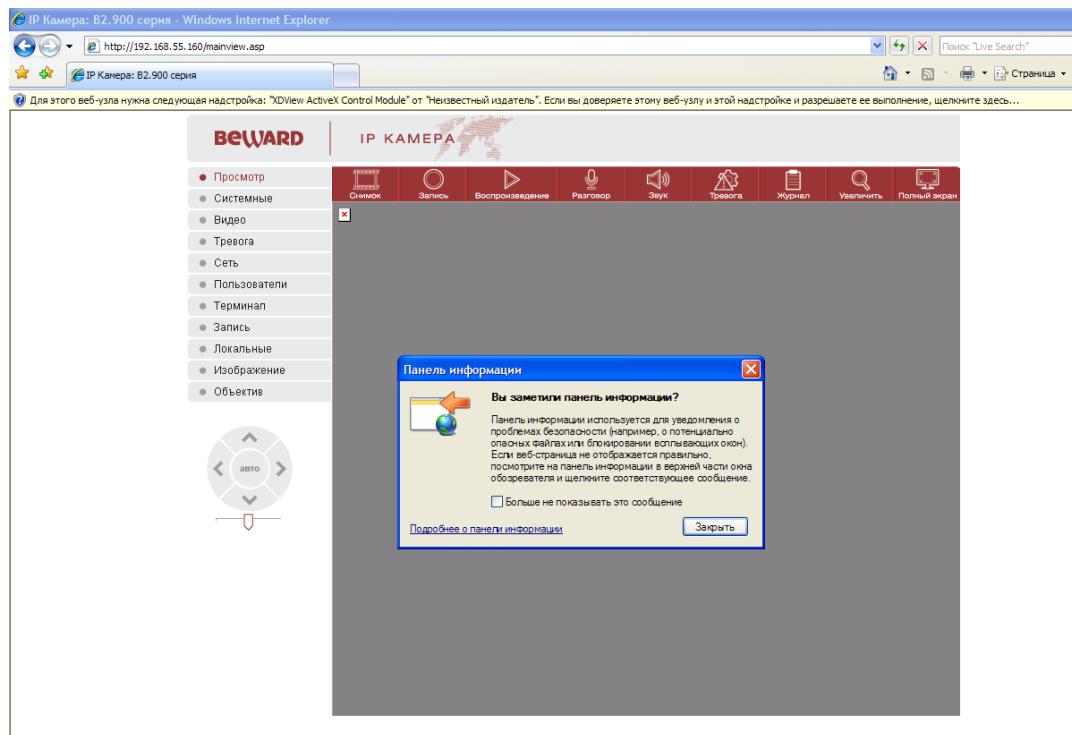 IP Камера: B2.900 серия - Windows Internet Explorer
http://192.168.55.160/mainview.asp
Поиск "Live Search"
IP Камера: B2.900 серия
Страница
Для этого веб-узла нужна следующая надстройка: "XDView ActiveX Control Module" от "Неизвестный издатель". Если вы доверяете этому веб-узлу и этой надстройке и разрешаете ее выполнение, щелкните здесь...
BEWARD
IP КАМЕРА
Просмотр
Системные
Видео
Тревога
Сеть
Пользователи
Терминал
Запись
Локальные
Изображение
Объектив
авто
Снимок
Запись
Воспроизведение
Разговор
Звук
Тревога
Журнал
Увеличить
Полный экран
Панель информации
Вы заметили панель информации?
Панель информации используется для уведомления о
проблемах безопасности (например, о потенциально
опасных файлах или блокировании всплывающих окон).
Если веб-страница не отображается правильно,
посмотрите на панель информации в верхней части окна
обозревателя и щелкните соответствующее сообщение.
Больше не показывать это сообщение
Подробнее о панели информации
Закрыть